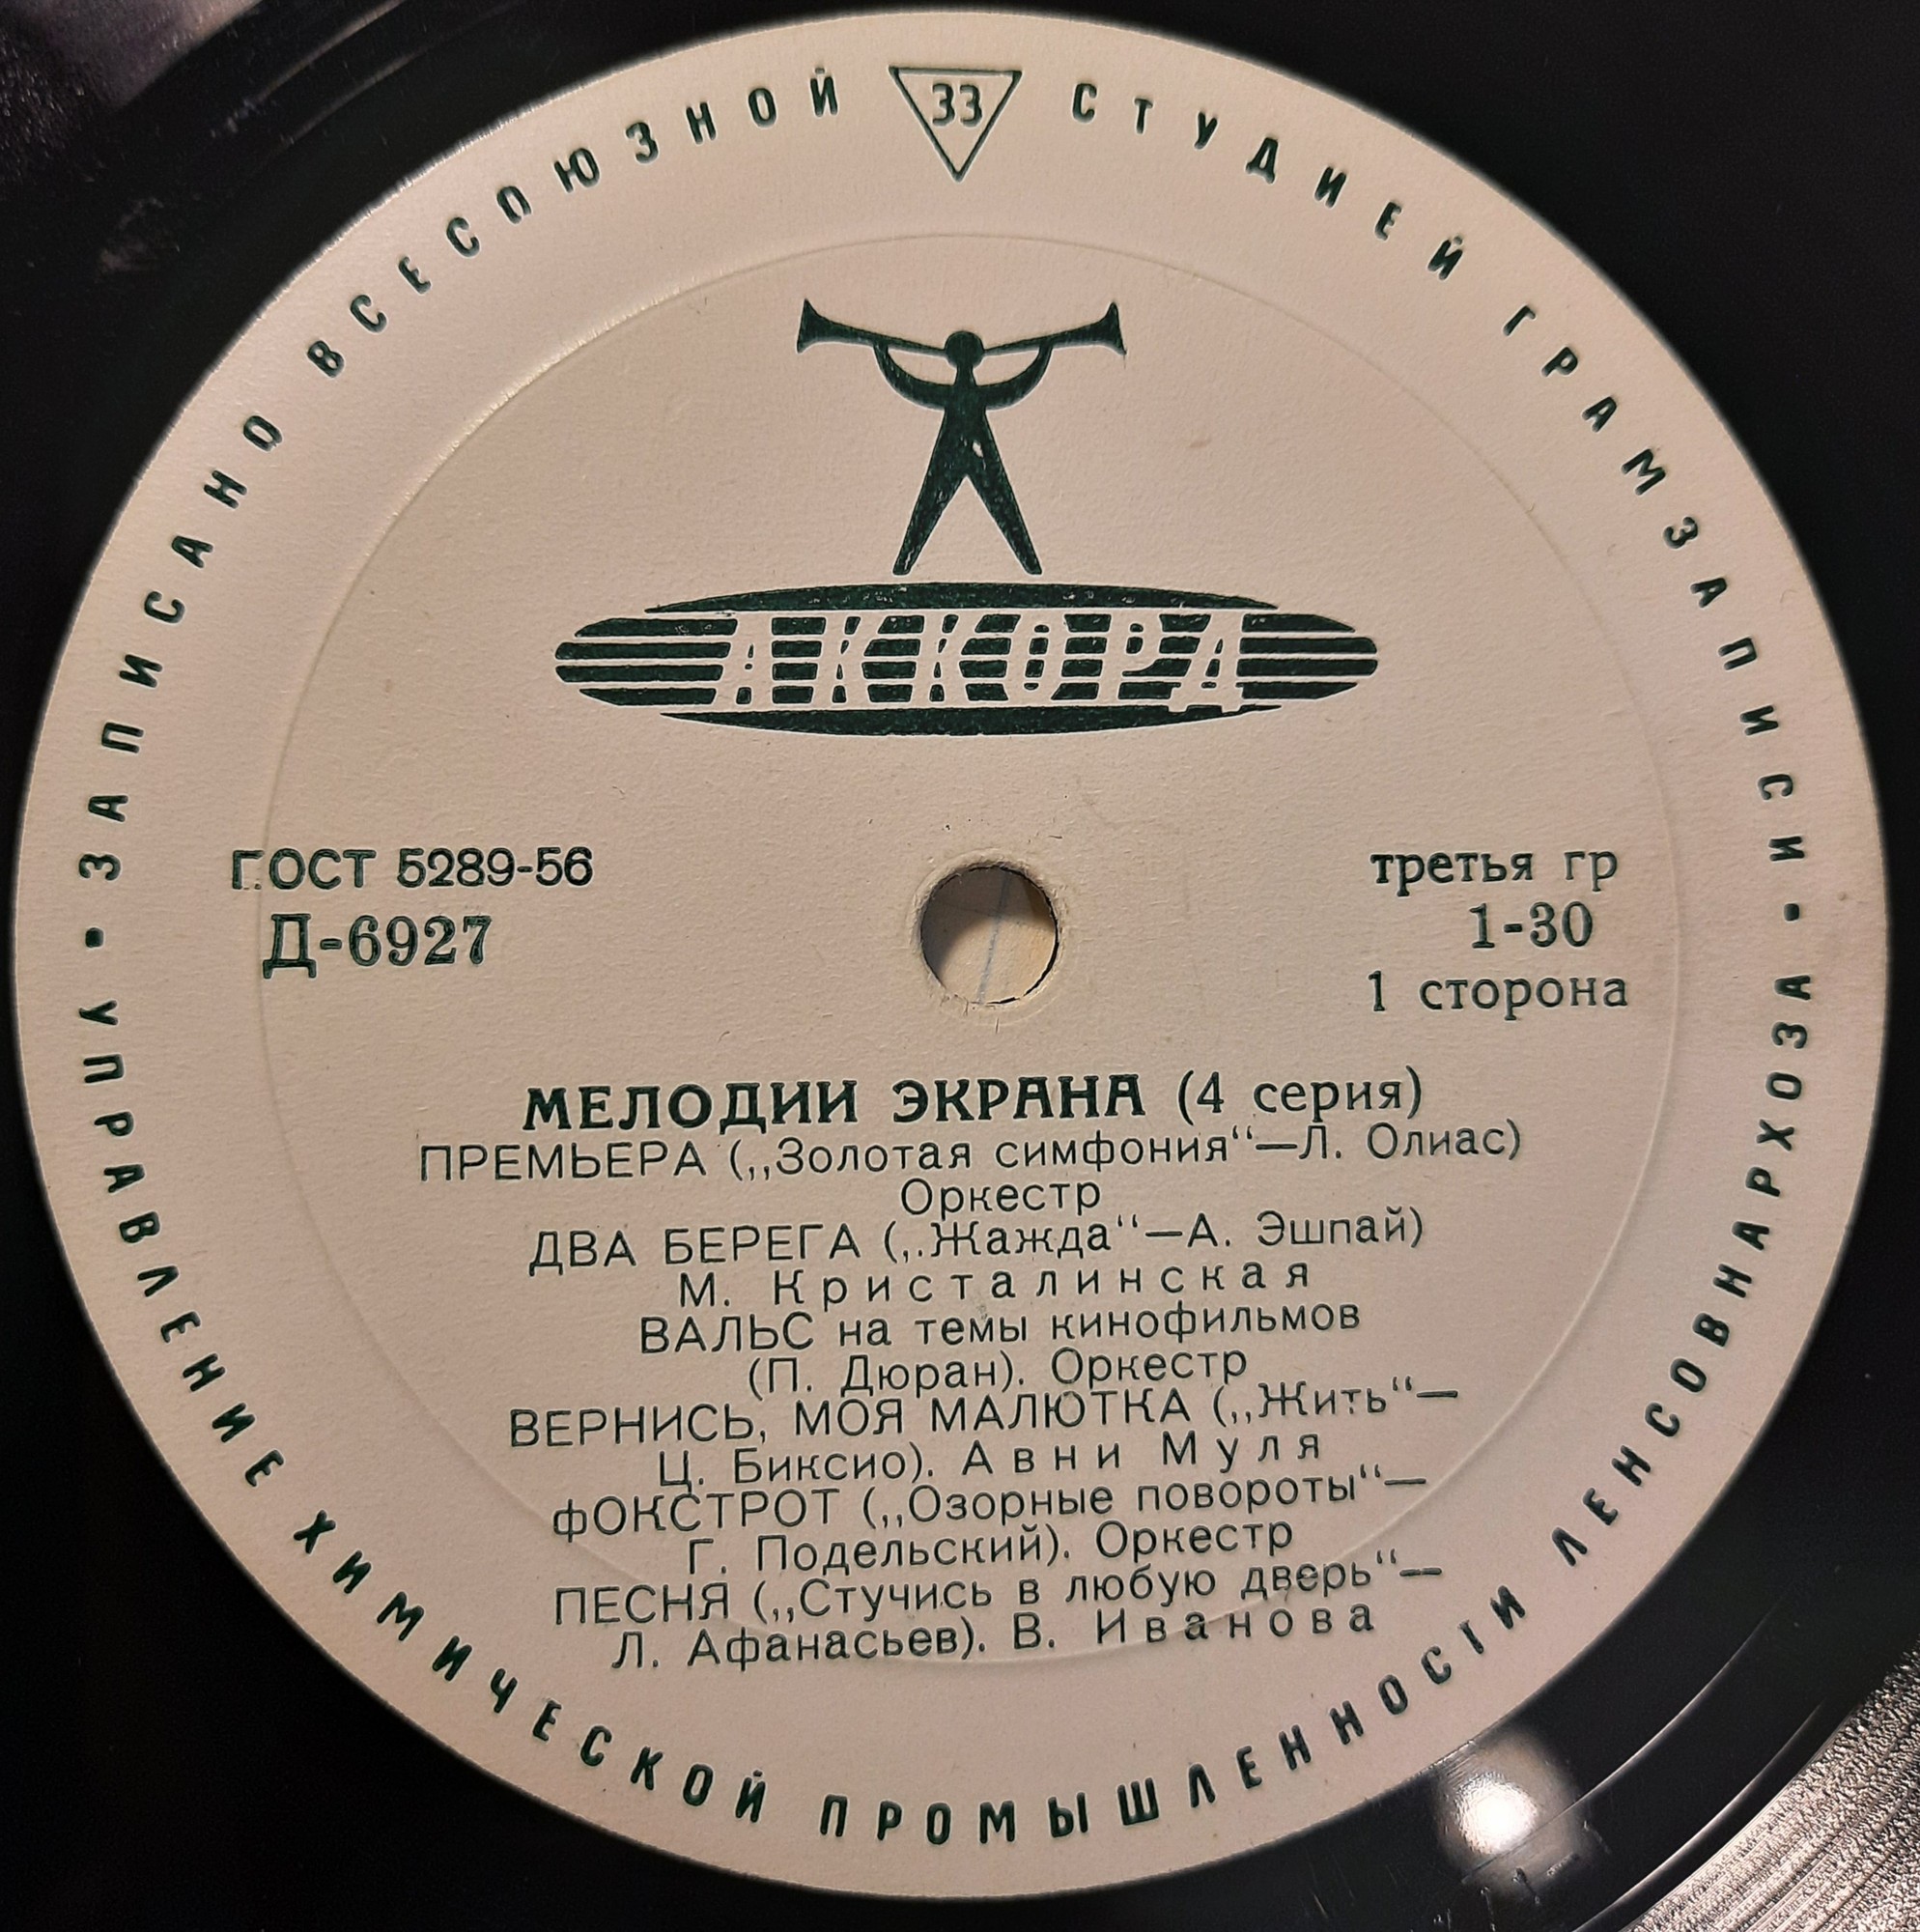 ЗАПИСАНО ВСЕСОЮЗНОЙ 33 СТУДИЕЙ ГРАМЗАПИСИ
АККОРД
ГОСТ 5289-56
Д-6927
третья гр
1-30
1 сторона
МЕЛОДИИ ЭКРАНА (4 серия)
ПРЕМЬЕРА („Золотая симфония“—Л. Олиас)
Оркестр
ДВА БЕРЕГА („Жажда“—А. Эшпай)
М. Кристалинская
ВАЛЬС на темы кинофильмов
(П. Дюран). Оркестр
ВЕРНИСЬ, МОЯ МАЛЮТКА („Жить“—
Ц. Биксио). Авни Муля
ФОКСТРОТ („Озорные повороты“—
Г. Подельский). Оркестр
ПЕСНЯ („Стучись в любую дверь“—
Л. Афанасьев). В. Иванова
УПРАВЛЕНИЕ ХИМИЧЕСКОЙ ПРОМЫШЛЕННОСТИ ЛЕНСОВНАРХОЗА